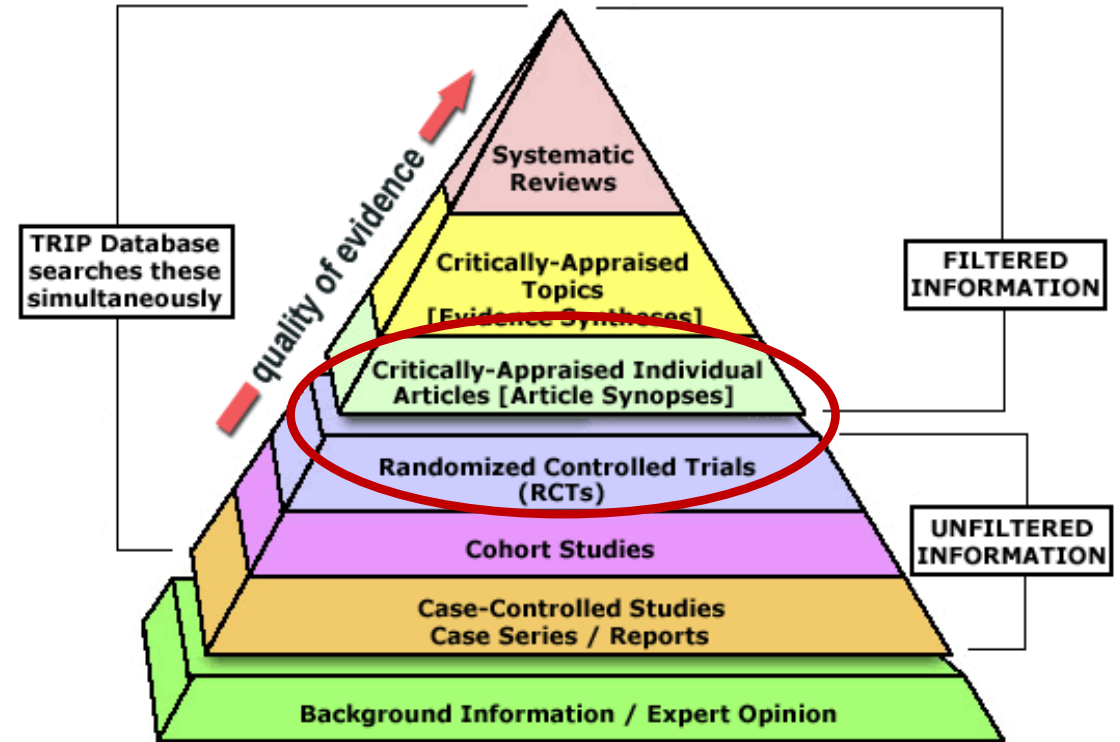 Systematic
Reviews
quality of evidence
TRIP Database
searches these
simultaneously
Critically-Appraised
Topics
[Evidence Syntheses]
FILTERED
INFORMATION
Critically-Appraised Individual
Articles [Article Synopses]
Randomized Controlled Trials
(RCTs)
UNFILTERED
INFORMATION
Cohort Studies
Case-Controlled Studies
Case Series / Reports
Background Information / Expert Opinion